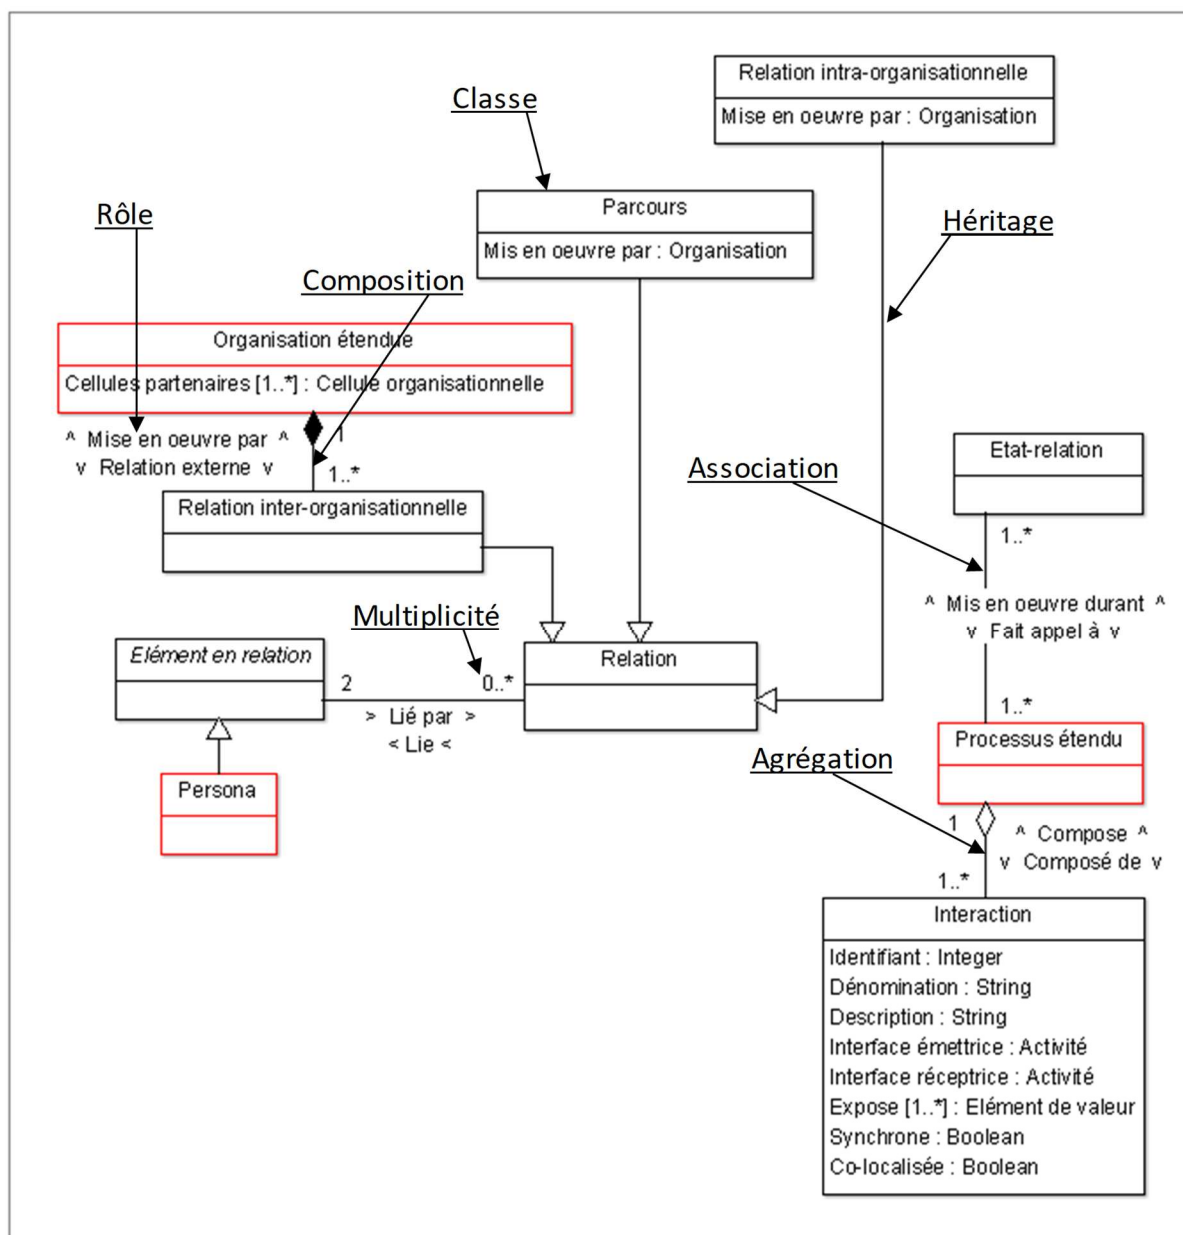 Relation intra-organisationnelle
Mise en oeuvre par : Organisation
Classe
Parcours
Mis en oeuvre par : Organisation
Rôle
Héritage
Composition
Organisation étendue
Cellules partenaires [1..*] : Cellule organisationnelle
^ Mise en oeuvre par ^
v Relation externe v
1
1..*
Relation inter-organisationnelle
Association
Etat-relation
1..*
^ Mis en oeuvre durant ^
v Fait appel à v
1..*
Multiplicité
Elément en relation
2
0..*
> Lié par >
< Lie <
Relation
Persona
Processus étendu
Agrégation
1
^ Compose ^
v Composé de v
1..*
Interaction
Identifiant : Integer
Dénomination : String
Description : String
Interface émettrice : Activité
Interface réceptrice : Activité
Expose [1..*] : Elément de valeur
Synchrone : Boolean
Co-localisée : Boolean